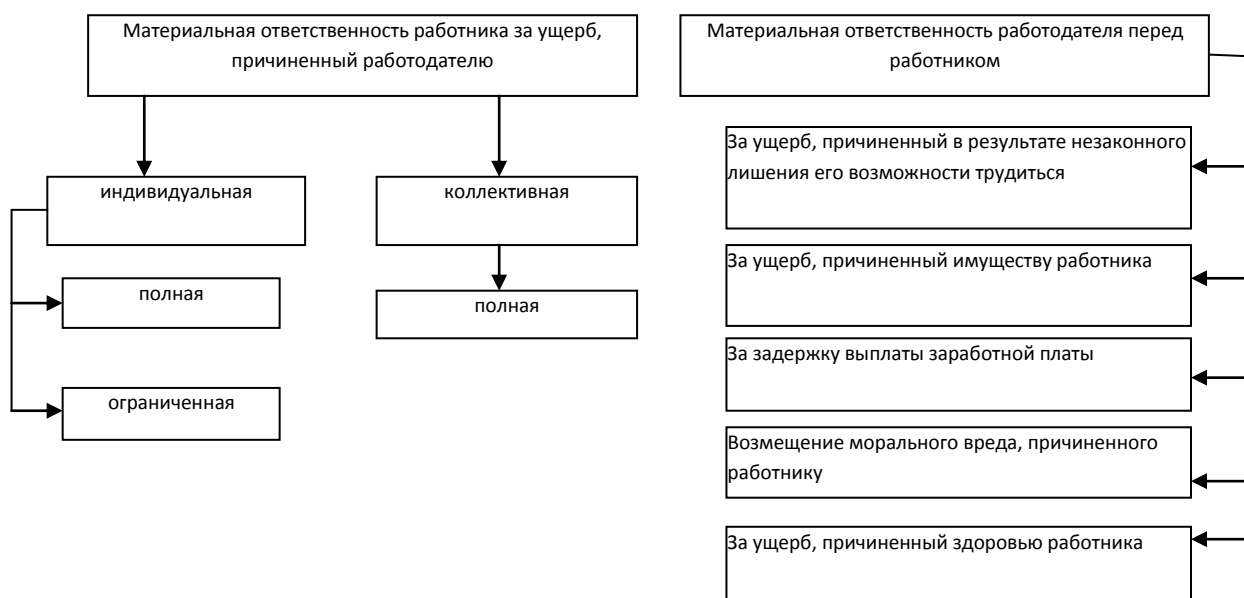 Материальная ответственность работника за ущерб,
причиненный работодателю
индивидуальная
коллективная
полная
полная
ограниченная
Материальная ответственность работодателя перед
работником
За ущерб, причиненный в результате незаконного
лишения его возможности трудиться
За ущерб, причиненный имуществу работника
За задержку выплаты заработной платы
Возмещение морального вреда, причиненного
работнику
За ущерб, причиненный здоровью работника